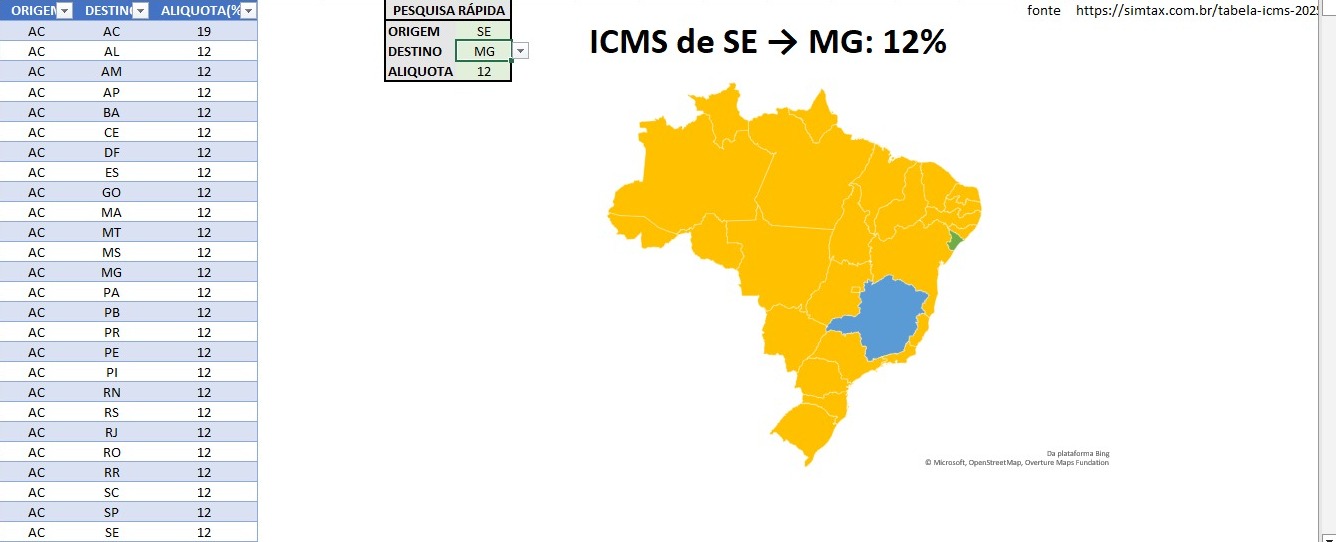 ORIGEM DESTINO ALIQUOTA(%
AC AC 19
AC AL 12
AC AM 12
AC AP 12
AC BA 12
AC CE 12
AC DF 12
AC ES 12
AC GO 12
AC MA 12
AC MT 12
AC MS 12
AC MG 12
AC PA 12
AC PB 12
AC PR 12
AC PE 12
AC PI 12
AC RN 12
AC RS 12
AC RJ 12
AC RO 12
AC RR 12
AC SC 12
AC SP 12
AC SE 12
PESQUISA RÁPIDA
ORIGEM SE
DESTINO MG
ALIQUOTA 12
fonte https://simtax.com.br/tabela-icms-2025
ICMS de SE → MG: 12%
Da plataforma Bing
© Microsoft, OpenStreetMap, Overture Maps Fundation